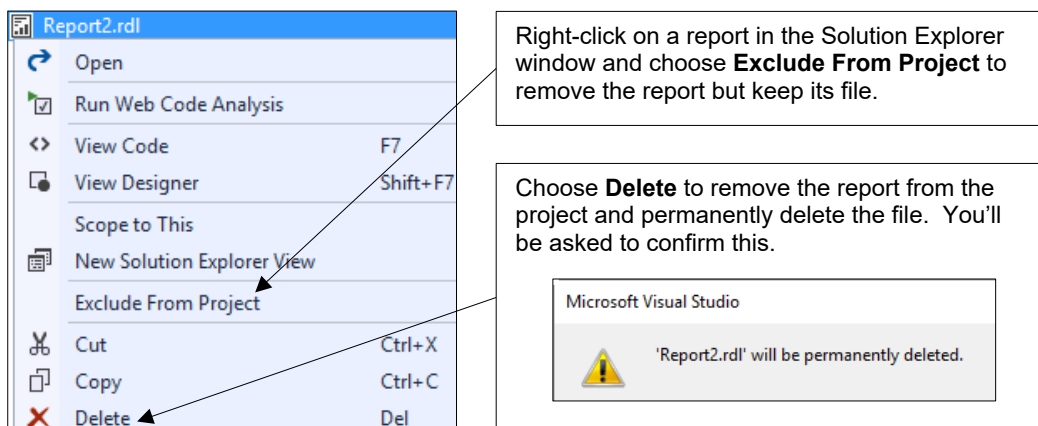 Report2.rdl
Open
Run Web Code Analysis
View Code F7
View Designer Shift+F7
Scope to This
New Solution Explorer View
Exclude From Project
Cut Ctrl+X
Copy Ctrl+C
Delete Del
Right-click on a report in the Solution Explorer
window and choose Exclude From Project to
remove the report but keep its file.
Choose Delete to remove the report from the
project and permanently delete the file. You'll
be asked to confirm this.
Microsoft Visual Studio
'Report2.rdl' will be permanently deleted.